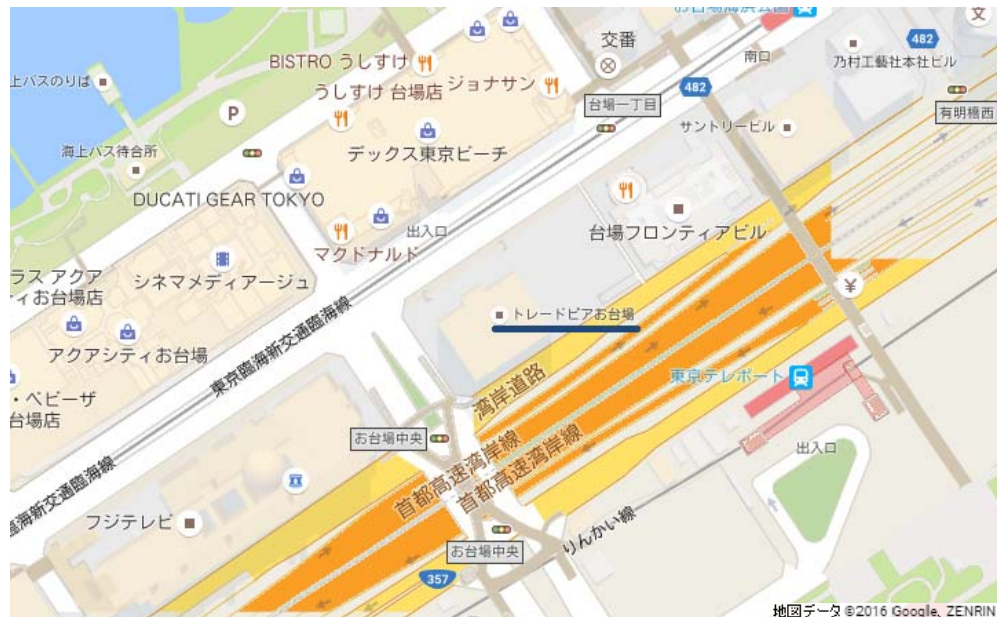 お台場海浜公園
交番
482
南口
乃村工藝社本社ビル
文
BISTRO うしすけ
うしすけ 台場店
ジョナサン
482
台場一丁目
有明橋西
上バスのりば
P
サントリービル
海上バス待合所
デックス東京ビーチ
DUCATI GEAR TOKYO
出入口
マクドナルド
台場フロンティアビル
ラス アクア
ィお台場店
シネマメディアージュ
¥
トレードピアお台場
アクアシティお台場
東京臨海新交通臨海線
湾岸道路
東京テレポート
・ベビーザ
台場店
お台場中央
出入口
首都高速湾岸線
首都高速湾岸線
臨海新交通臨海線
フジテレビ
りんかい線
お台場中央
357
地図データ ©2016 Google, ZENRIN